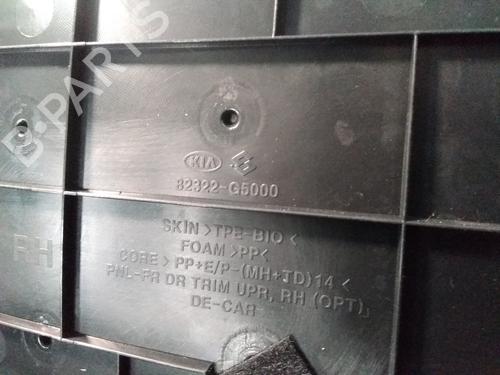 B-PARTS
KIA
82322-G5000
RH
SKIN >TPE-BIO<
FOAM >PP<
CORE >PP+E/P-(MH+TD)14<
PNL-FR DR TRIM UPR, RH (OPT),
DE-CAR